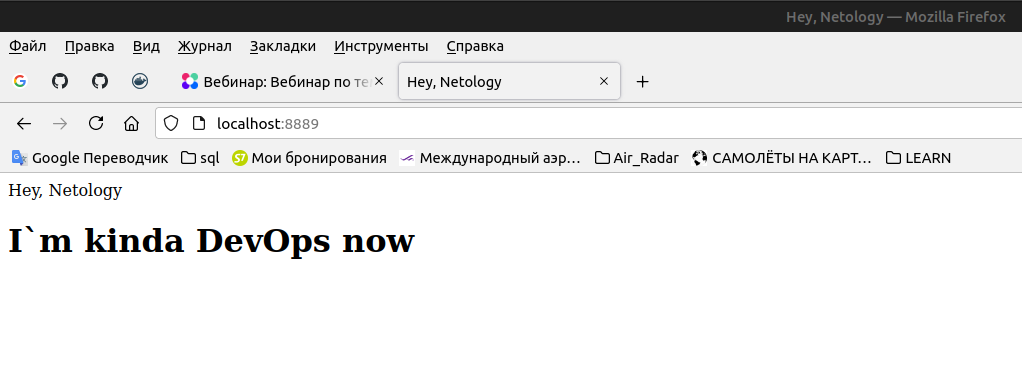 Hey, Netology — Mozilla Firefox
Файл Правка Вид Журнал Закладки Инструменты Справка
Вебинар: Вебинар по те Hey, Netology
localhost:8889
Google Переводчик sql S7 Мои бронирования Международный аэр… Air_Radar САМОЛЁТЫ НА КАРТ… LEARN
Hey, Netology
I`m kinda DevOps now